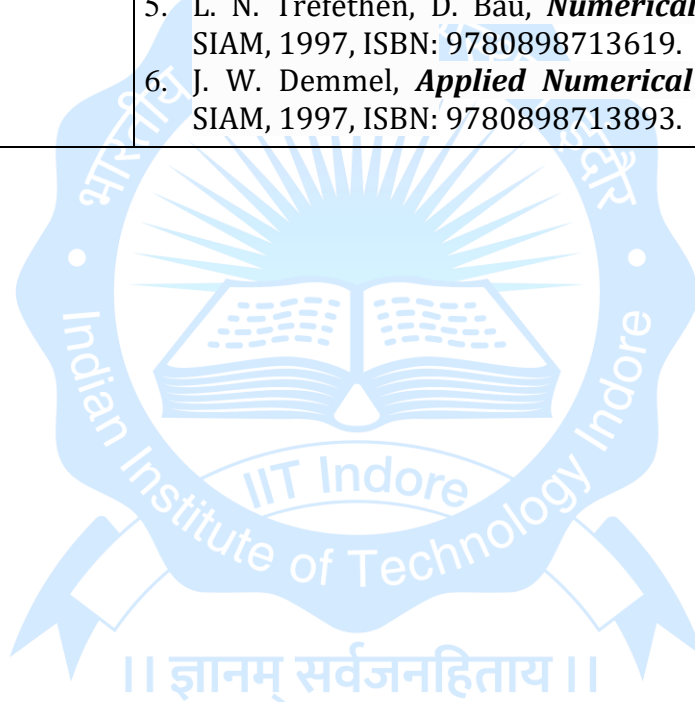 5. L. N. Trefethen, D. Bau, Numerical
SIAM, 1997, ISBN: 9780898713619.
6. J. W. Demmel, Applied Numerical
SIAM, 1997, ISBN: 9780898713893.
भारतीय
इंदौर
Indian Institute of Technology Indore
IIT Indore
।। ज्ञानम् सर्वजनहिताय ।।